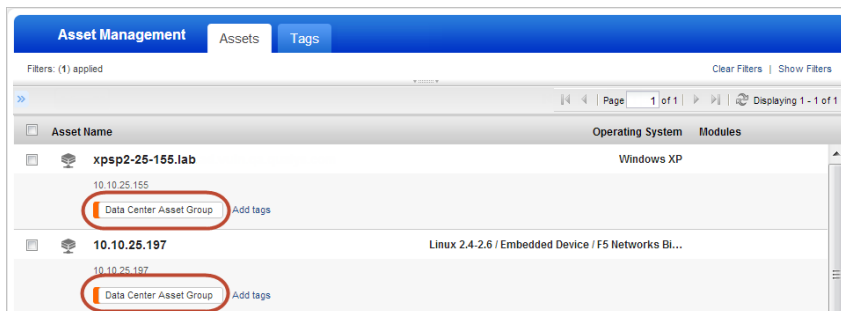 Asset Management Assets Tags
Filters: (1) applied Clear Filters | Show Filters
» | Page 1 of 1 | Displaying 1 - 1 of 1
Asset Name Operating System Modules
xpsp2-25-155.lab Windows XP
10.10.25.155
Data Center Asset Group Add tags
10.10.25.197 Linux 2.4-2.6 / Embedded Device / F5 Networks Bi...
10.10.25.197
Data Center Asset Group Add tags